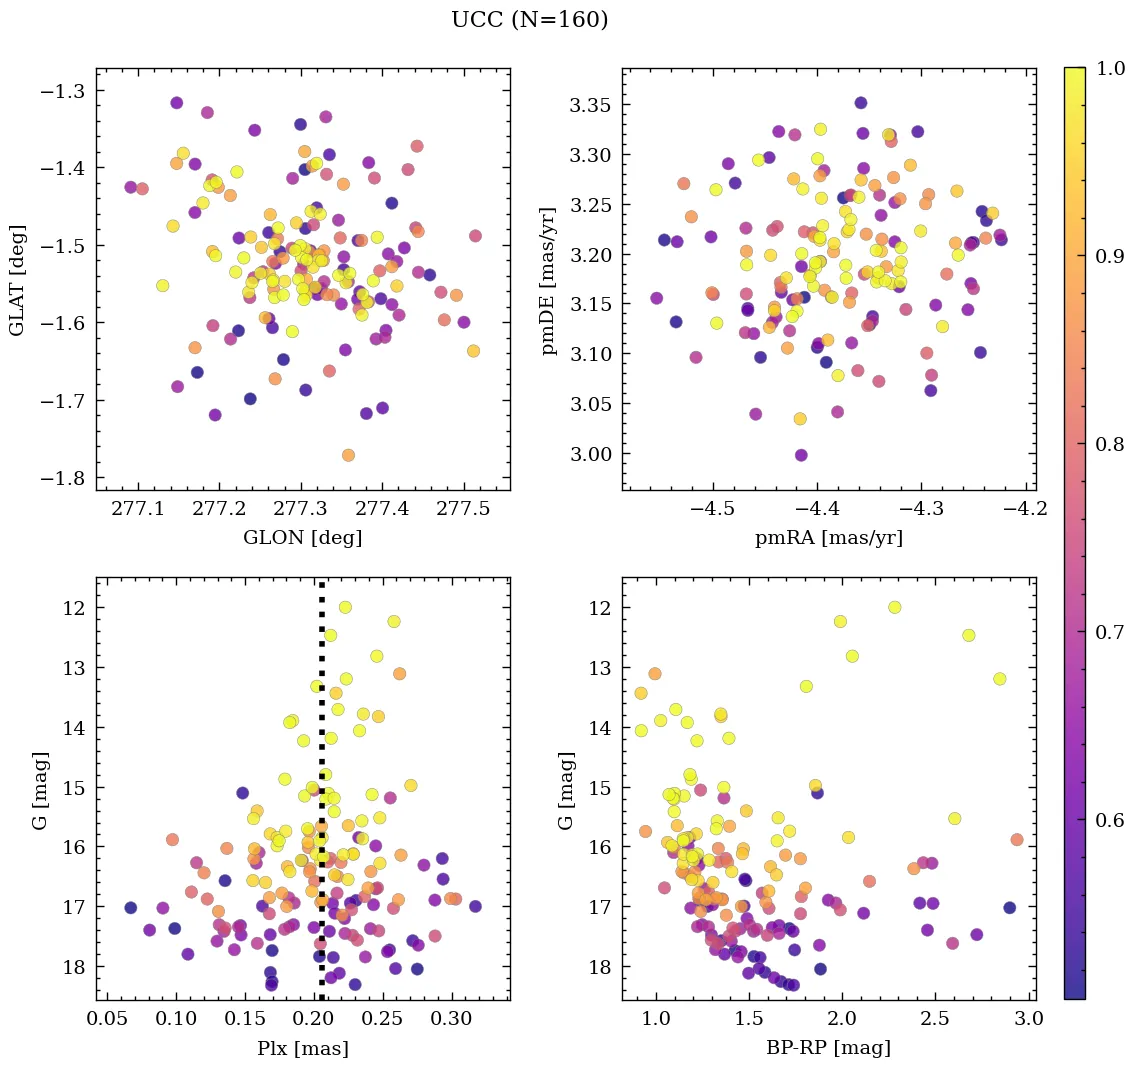 UCC (N=160)
−1.3
−1.4
−1.5
−1.6
−1.7
−1.8
GLAT [deg]
277.1 277.2 277.3 277.4 277.5
GLON [deg]
3.35
3.30
3.25
3.20
3.15
3.10
3.05
3.00
pmDE [mas/yr]
−4.5 −4.4 −4.3 −4.2
pmRA [mas/yr]
12
13
14
15
16
17
18
G [mag]
0.05 0.10 0.15 0.20 0.25 0.30
Plx [mas]
12
13
14
15
16
17
18
G [mag]
1.0 1.5 2.0 2.5 3.0
BP-RP [mag]
1.0
0.9
0.8
0.7
0.6